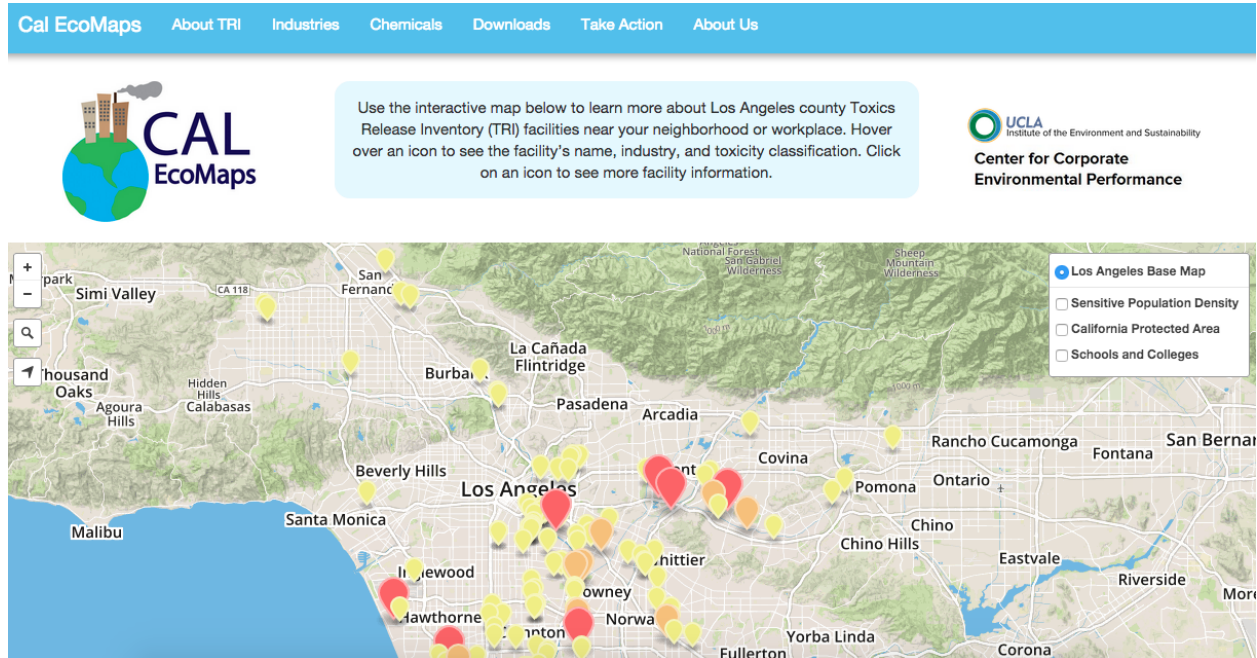 Cal EcoMaps About TRI Industries Chemicals Downloads Take Action About Us
CAL
EcoMaps
Use the interactive map below to learn more about Los Angeles county Toxics
Release Inventory (TRI) facilities near your neighborhood or workplace. Hover
over an icon to see the facility's name, industry, and toxicity classification. Click
on an icon to see more facility information.
UCLA
Institute of the Environment and Sustainability
Center for Corporate
Environmental Performance
+
−
Los Angeles Base Map
Sensitive Population Density
California Protected Area
Schools and Colleges
National Forest
San Gabriel
Wilderness
Sheep
Mountain
Wilderness
San
Simi Valley
CA 118
La Cañada
Flintridge
Oaks
Hidden
Hills
Calabasas
Agoura
Hills
Pasadena
Arcadia
1000 m
Rancho Cucamonga
Fontana
Covina
Beverly Hills
Los Angeles
Pomona
Ontario
Santa Monica
Malibu
Chino
Chino Hills
Eastvale
Riverside
Yorba Linda
Corona
Fullerton